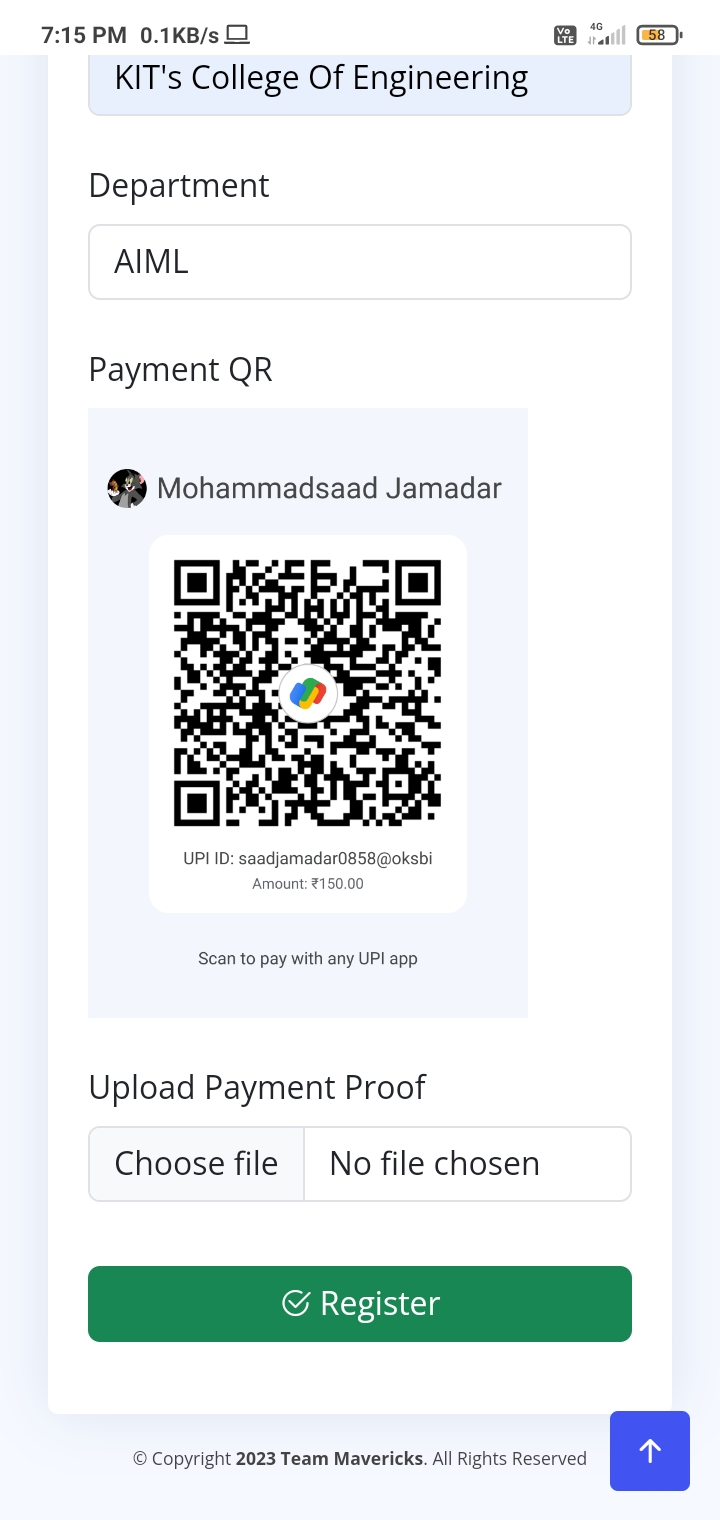 7:15 PM 0.1KB/s
Vo LTE 4G 58
KIT's College Of Engineering
Department
AIML
Payment QR
Mohammadsaad Jamadar
UPI ID: saadjamadar0858@oksbi
Amount: ₹150.00
Scan to pay with any UPI app
Upload Payment Proof
Choose file No file chosen
Register
© Copyright 2023 Team Mavericks. All Rights Reserved